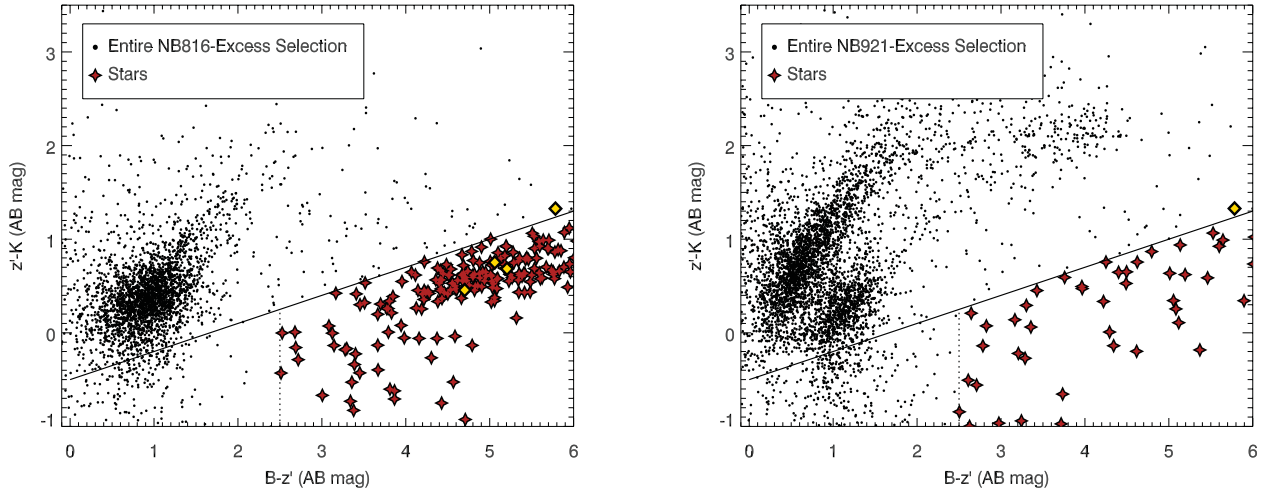 Entire NB816-Excess Selection
Stars
3
2
1
0
-1
z'-K (AB mag)
0 1 2 3 4 5 6
B-z' (AB mag)
Entire NB921-Excess Selection
Stars
3
2
1
0
-1
z'-K (AB mag)
0 1 2 3 4 5 6
B-z' (AB mag)